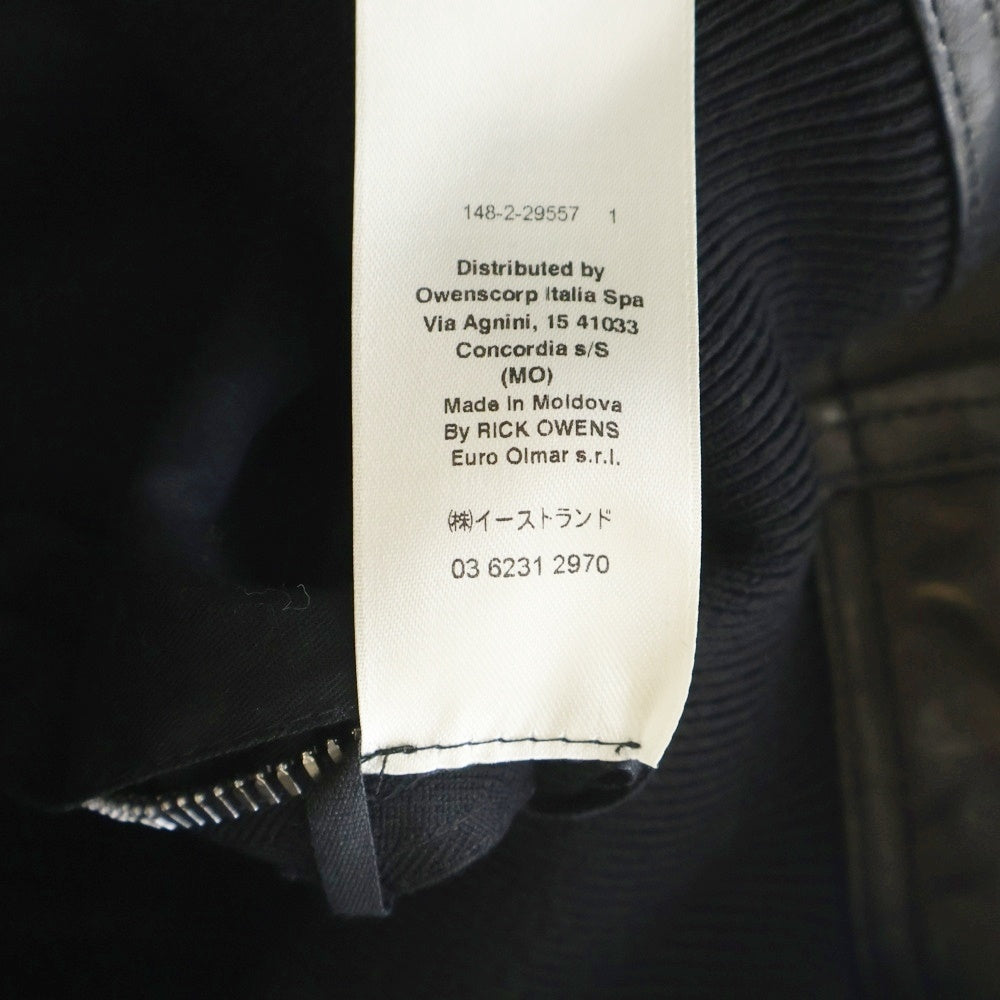 148-2-29557 1
Distributed by
Owenscorp Italia Spa
Via Agnini, 15 41033
Concordia s/S
(MO)
Made in Moldova
By RICK OWENS
Euro Olmar s.r.l.
㈱イーストランド
03 6231 2970